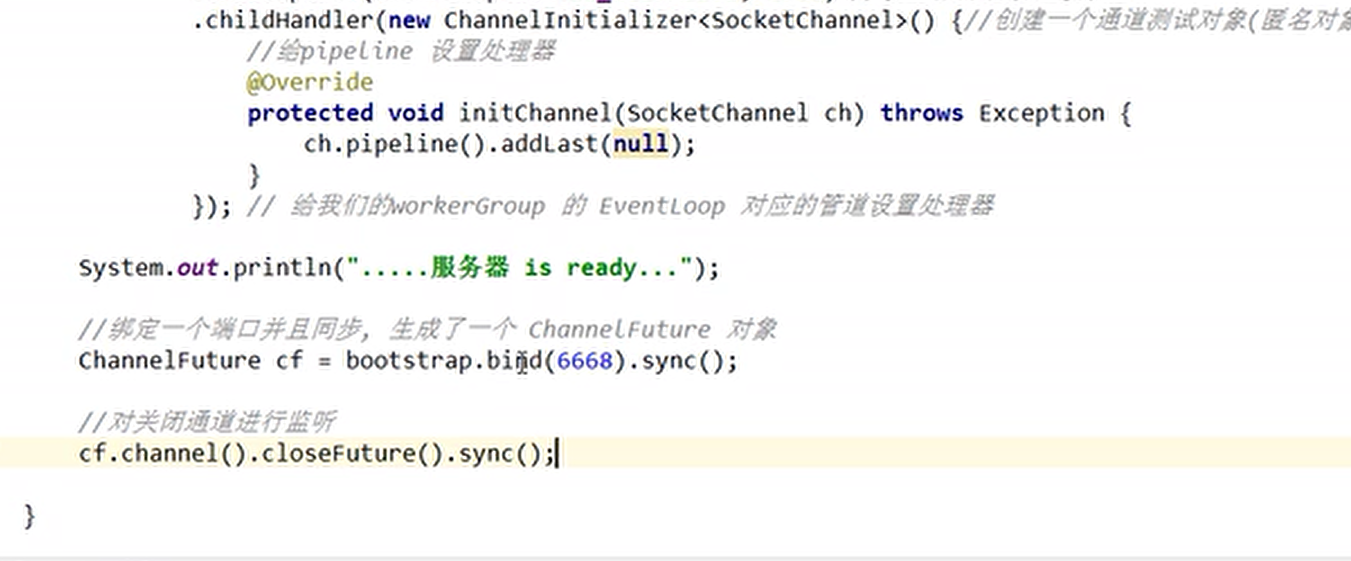 .childHandler(new ChannelInitializer<SocketChannel>() {//创建一个通道测试对象(匿名对象
//给pipeline 设置处理器
@Override
protected void initChannel(SocketChannel ch) throws Exception {
ch.pipeline().addLast(null);
}
}); // 给我们的workerGroup 的 EventLoop 对应的管道设置处理器
System.out.println(".....服务器 is ready...");
//绑定一个端口并且同步, 生成了一个 ChannelFuture 对象
ChannelFuture cf = bootstrap.bind(6668).sync();
//对关闭通道进行监听
cf.channel().closeFuture().sync();
}